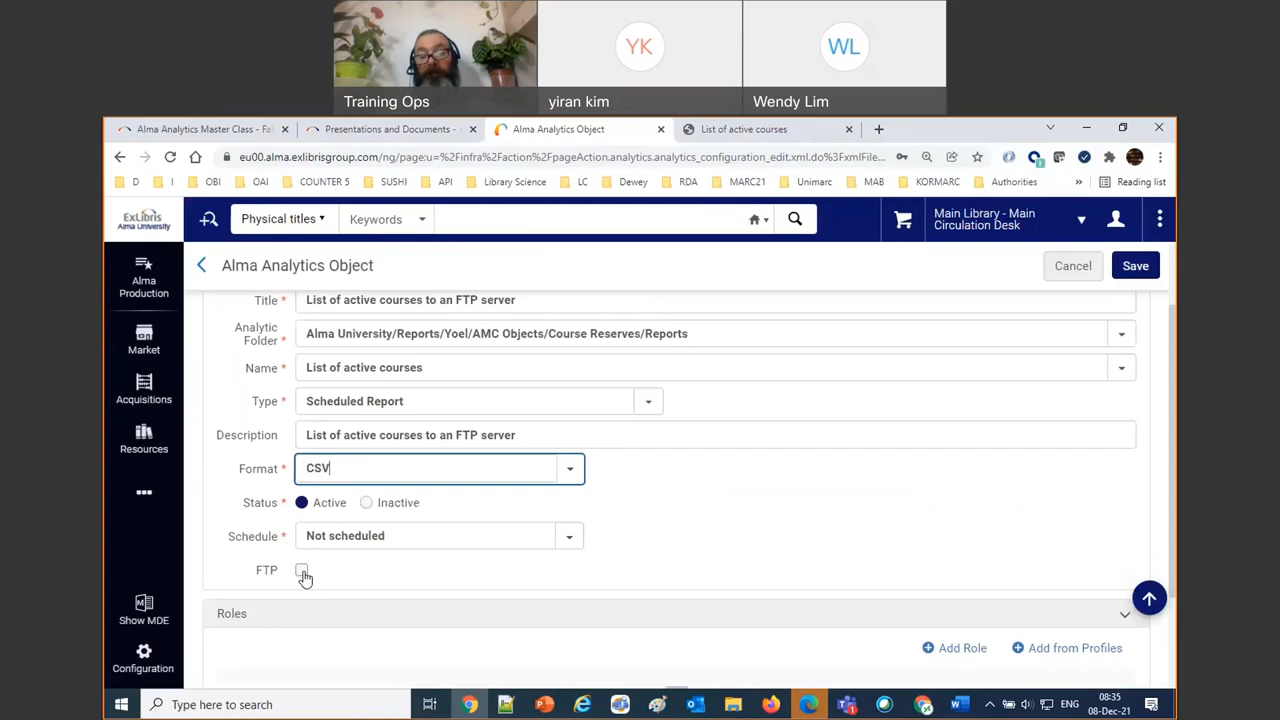 YK
WL
Training Ops
yiran kim
Wendy Lim
Alma Analytics Master Class - Fal
Presentations and Documents -
Alma Analytics Object
List of active courses
eu00.alma.exlibrisgroup.com/ng/page:u=%2Finfra%2Faction%2FpageAction.analytics.analytics_configuration_edit.xml.do%3FxmlFile...
D
I
OBI
OAI
COUNTER 5
SUSHI
API
Library Science
LC
Dewey
RDA
MARC21
Unimarc
MAB
KORMARC
Authorities
»
Reading list
ExLibris
Alma University
Physical titles
Keywords
Main Library - Main
Circulation Desk
Alma Analytics Object
Cancel
Save
Alma
Production
Market
Acquisitions
Resources
Show MDE
Configuration
Title * List of active courses to an FTP server
Analytic
Folder * Alma University/Reports/Yoel/AMC Objects/Course Reserves/Reports
Name * List of active courses
Type * Scheduled Report
Description List of active courses to an FTP server
Format * CSV
Status * Active Inactive
Schedule * Not scheduled
FTP
Roles
Add Role
Add from Profiles
Type here to search
ENG
08:35
08-Dec-21